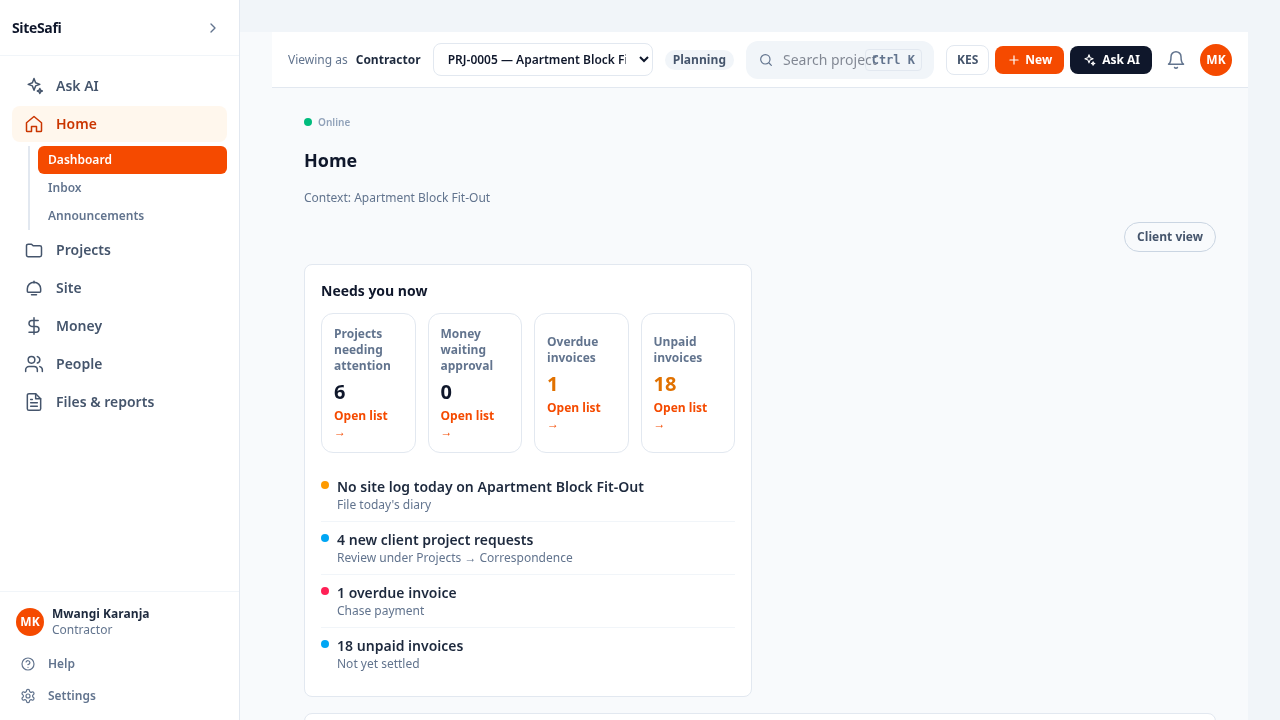 SiteSafi
Ask AI
Home
Dashboard
Inbox
Announcements
Projects
Site
Money
People
Files & reports
MK
Mwangi Karanja
Contractor
Help
Settings
Viewing as Contractor
PRJ-0005 — Apartment Block Fi
Planning
Search project
Ctrl K
KES
New
Ask AI
MK
Online
Home
Context: Apartment Block Fit-Out
Client view
Needs you now
Projects
needing
attention
6
Open list
→
Money
waiting
approval
0
Open list
→
Overdue
invoices
1
Open list
→
Unpaid
invoices
18
Open list
→
No site log today on Apartment Block Fit-Out
File today's diary
4 new client project requests
Review under Projects → Correspondence
1 overdue invoice
Chase payment
18 unpaid invoices
Not yet settled